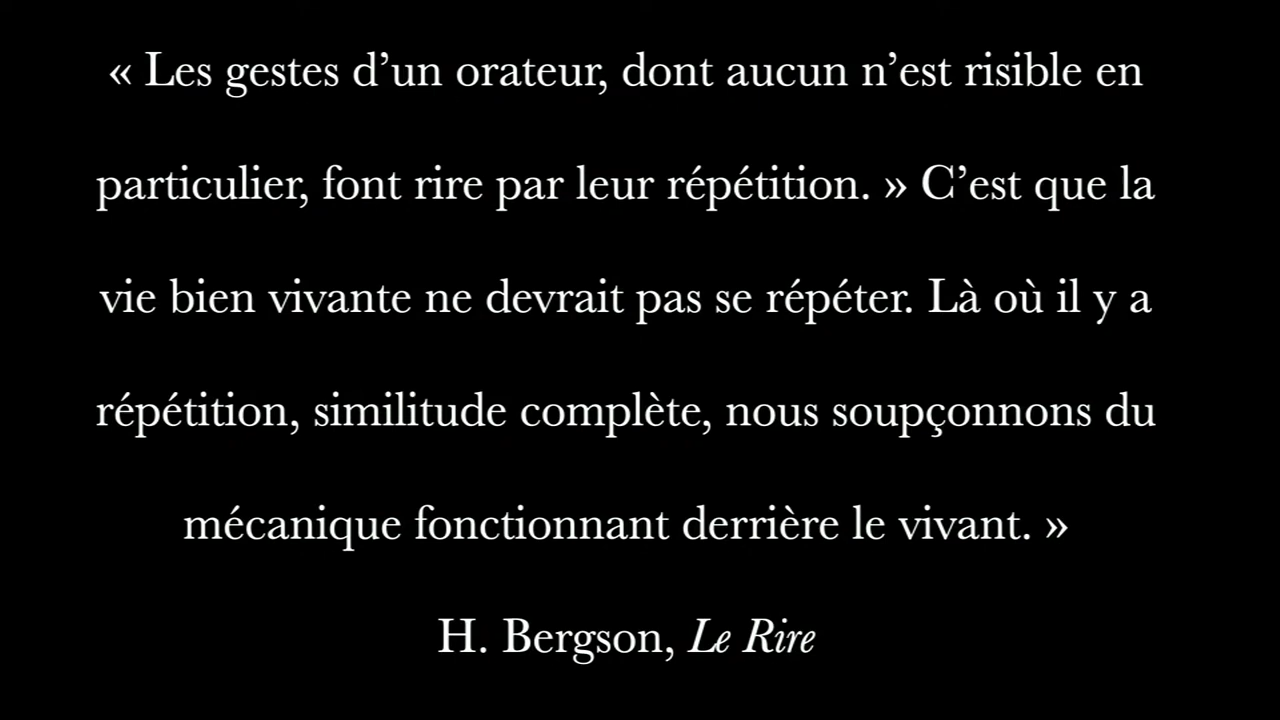 « Les gestes d’un orateur, dont aucun n’est risible en
particulier, font rire par leur répétition. » C’est que la
vie bien vivante ne devrait pas se répéter. Là où il y a
répétition, similitude complète, nous soupçonnons du
mécanique fonctionnant derrière le vivant. »
H. Bergson, Le Rire